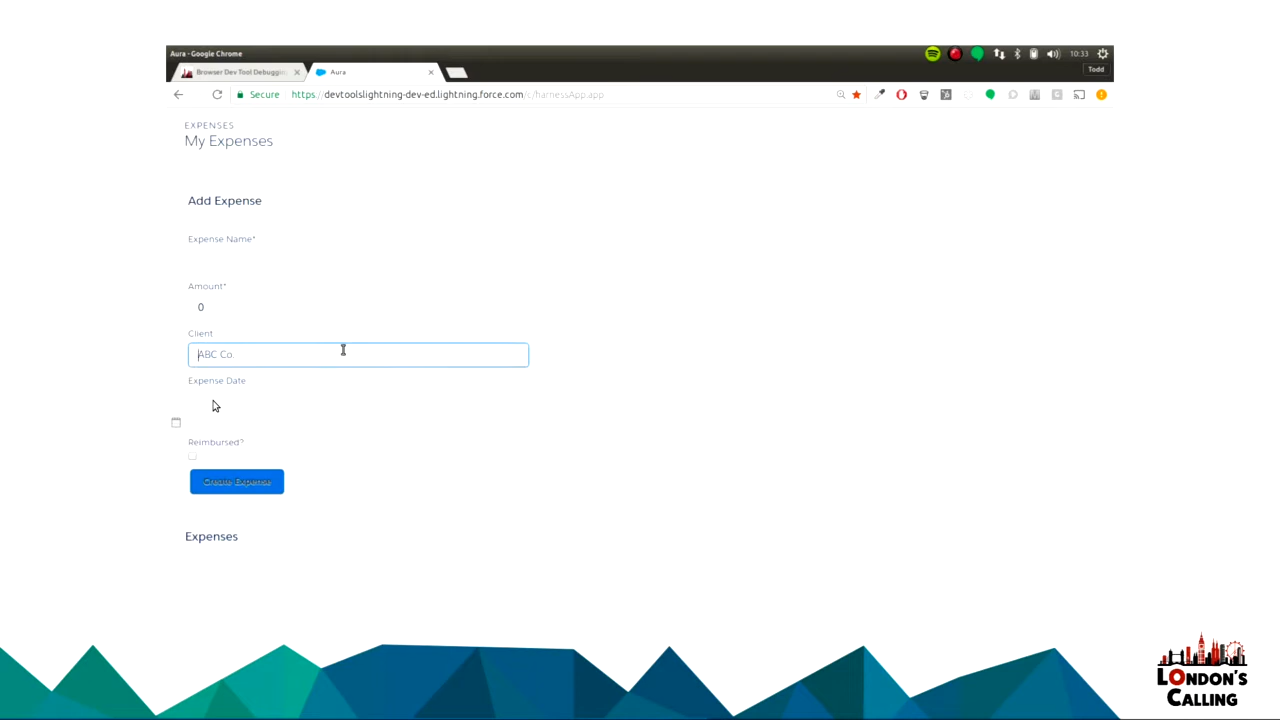 Aura - Google Chrome
10:33
Browser Dev Tool Debuggin
Aura
Todd
Secure
https://devtoolslightning-dev-ed.lightning.force.com/c/harnessApp.app
EXPENSES
My Expenses
Add Expense
Expense Name*
Amount*
0
Client
ABC Co.
Expense Date
Reimbursed?
Create Expense
Expenses
LONDON'S
CALLING